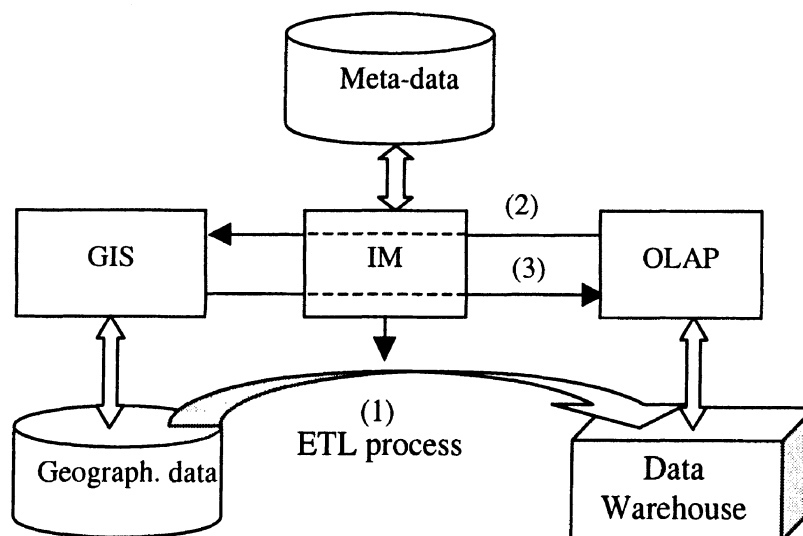 Meta-data
(2)
GIS
IM
OLAP
(3)
(1)
ETL process
Geograph. data
Data
Warehouse